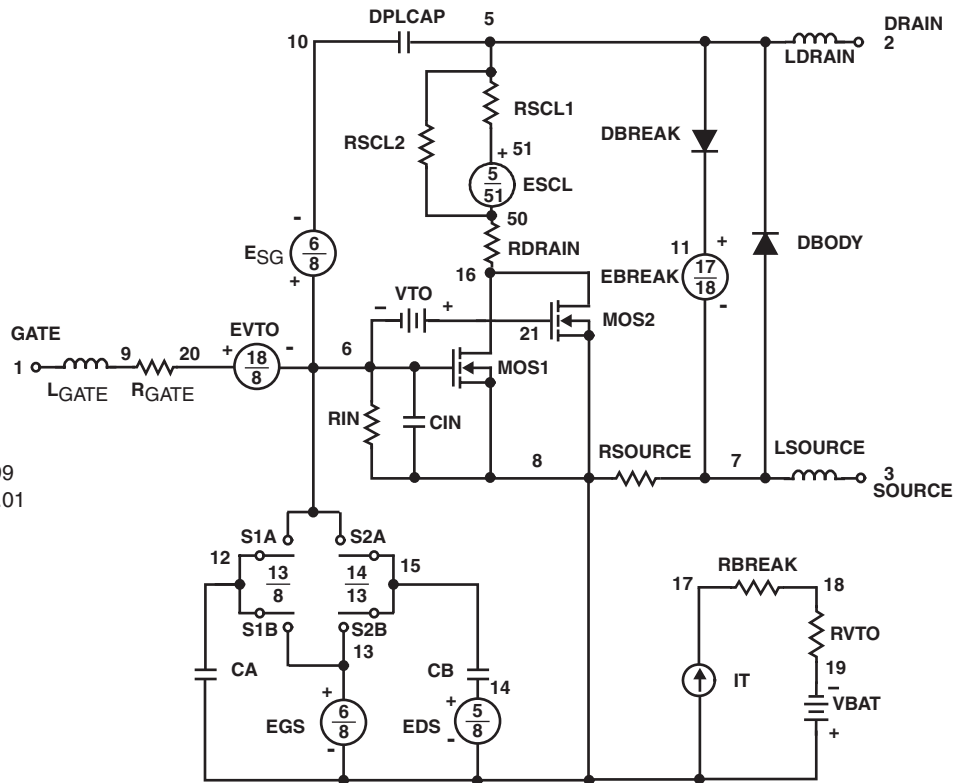 DPLCAP
5
DRAIN
2
10
LDRAIN
RSCL1
RSCL2
DBREAK
+ 51
5
51
ESCL
50
RDRAIN
-
ESG
6
8
+
11
+
DBODY
EBREAK
17
18
-
16
VTO
-
+
21
MOS2
GATE
1
9
20
LGATE
RGATE
EVTO
+
18
8
-
6
MOS1
RIN
CIN
8
RSOURCE
7
LSOURCE
3
SOURCE
09
.01
S1A
S2A
12
13
8
14
13
15
S1B
S2B
13
CA
CB
14
+
EGS
6
8
-
+
EDS
5
8
-
RBREAK
17
18
RVTO
19
IT
-
VBAT
+